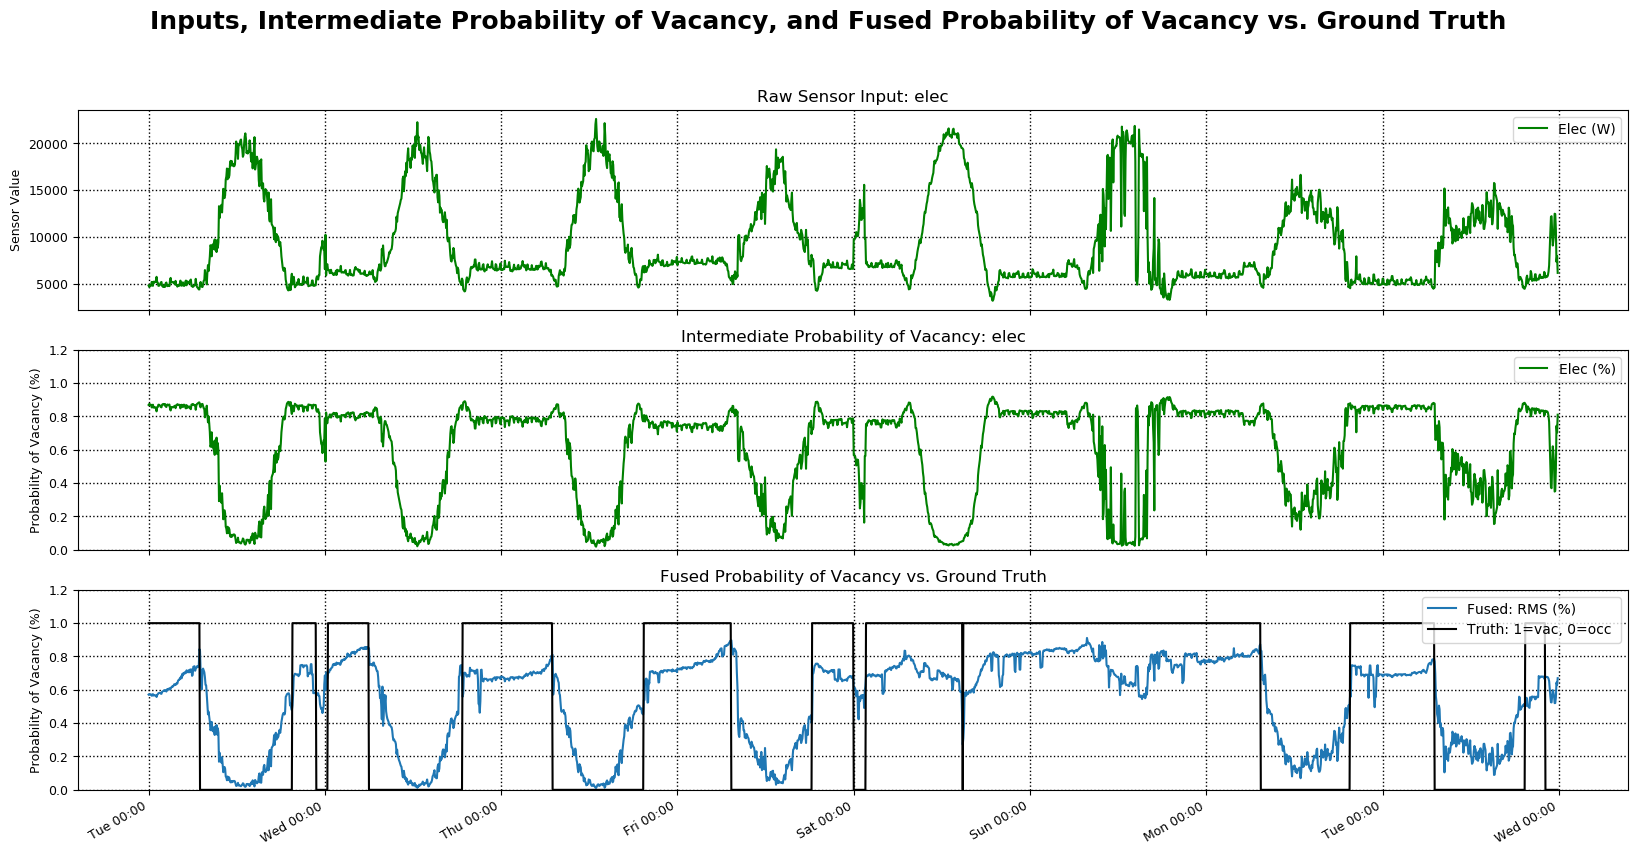 Inputs, Intermediate Probability of Vacancy, and Fused Probability of Vacancy vs. Ground Truth
Raw Sensor Input: elec
Sensor Value
20000
15000
10000
5000
Elec (W)
Intermediate Probability of Vacancy: elec
Probability of Vacancy (%)
1.2
1.0
0.8
0.6
0.4
0.2
0.0
Elec (%)
Fused Probability of Vacancy vs. Ground Truth
Probability of Vacancy (%)
1.2
1.0
0.8
0.6
0.4
0.2
0.0
Fused: RMS (%)
Truth: 1=vac, 0=occ
Tue 00:00
Wed 00:00
Thu 00:00
Fri 00:00
Sat 00:00
Sun 00:00
Mon 00:00
Tue 00:00
Wed 00:00